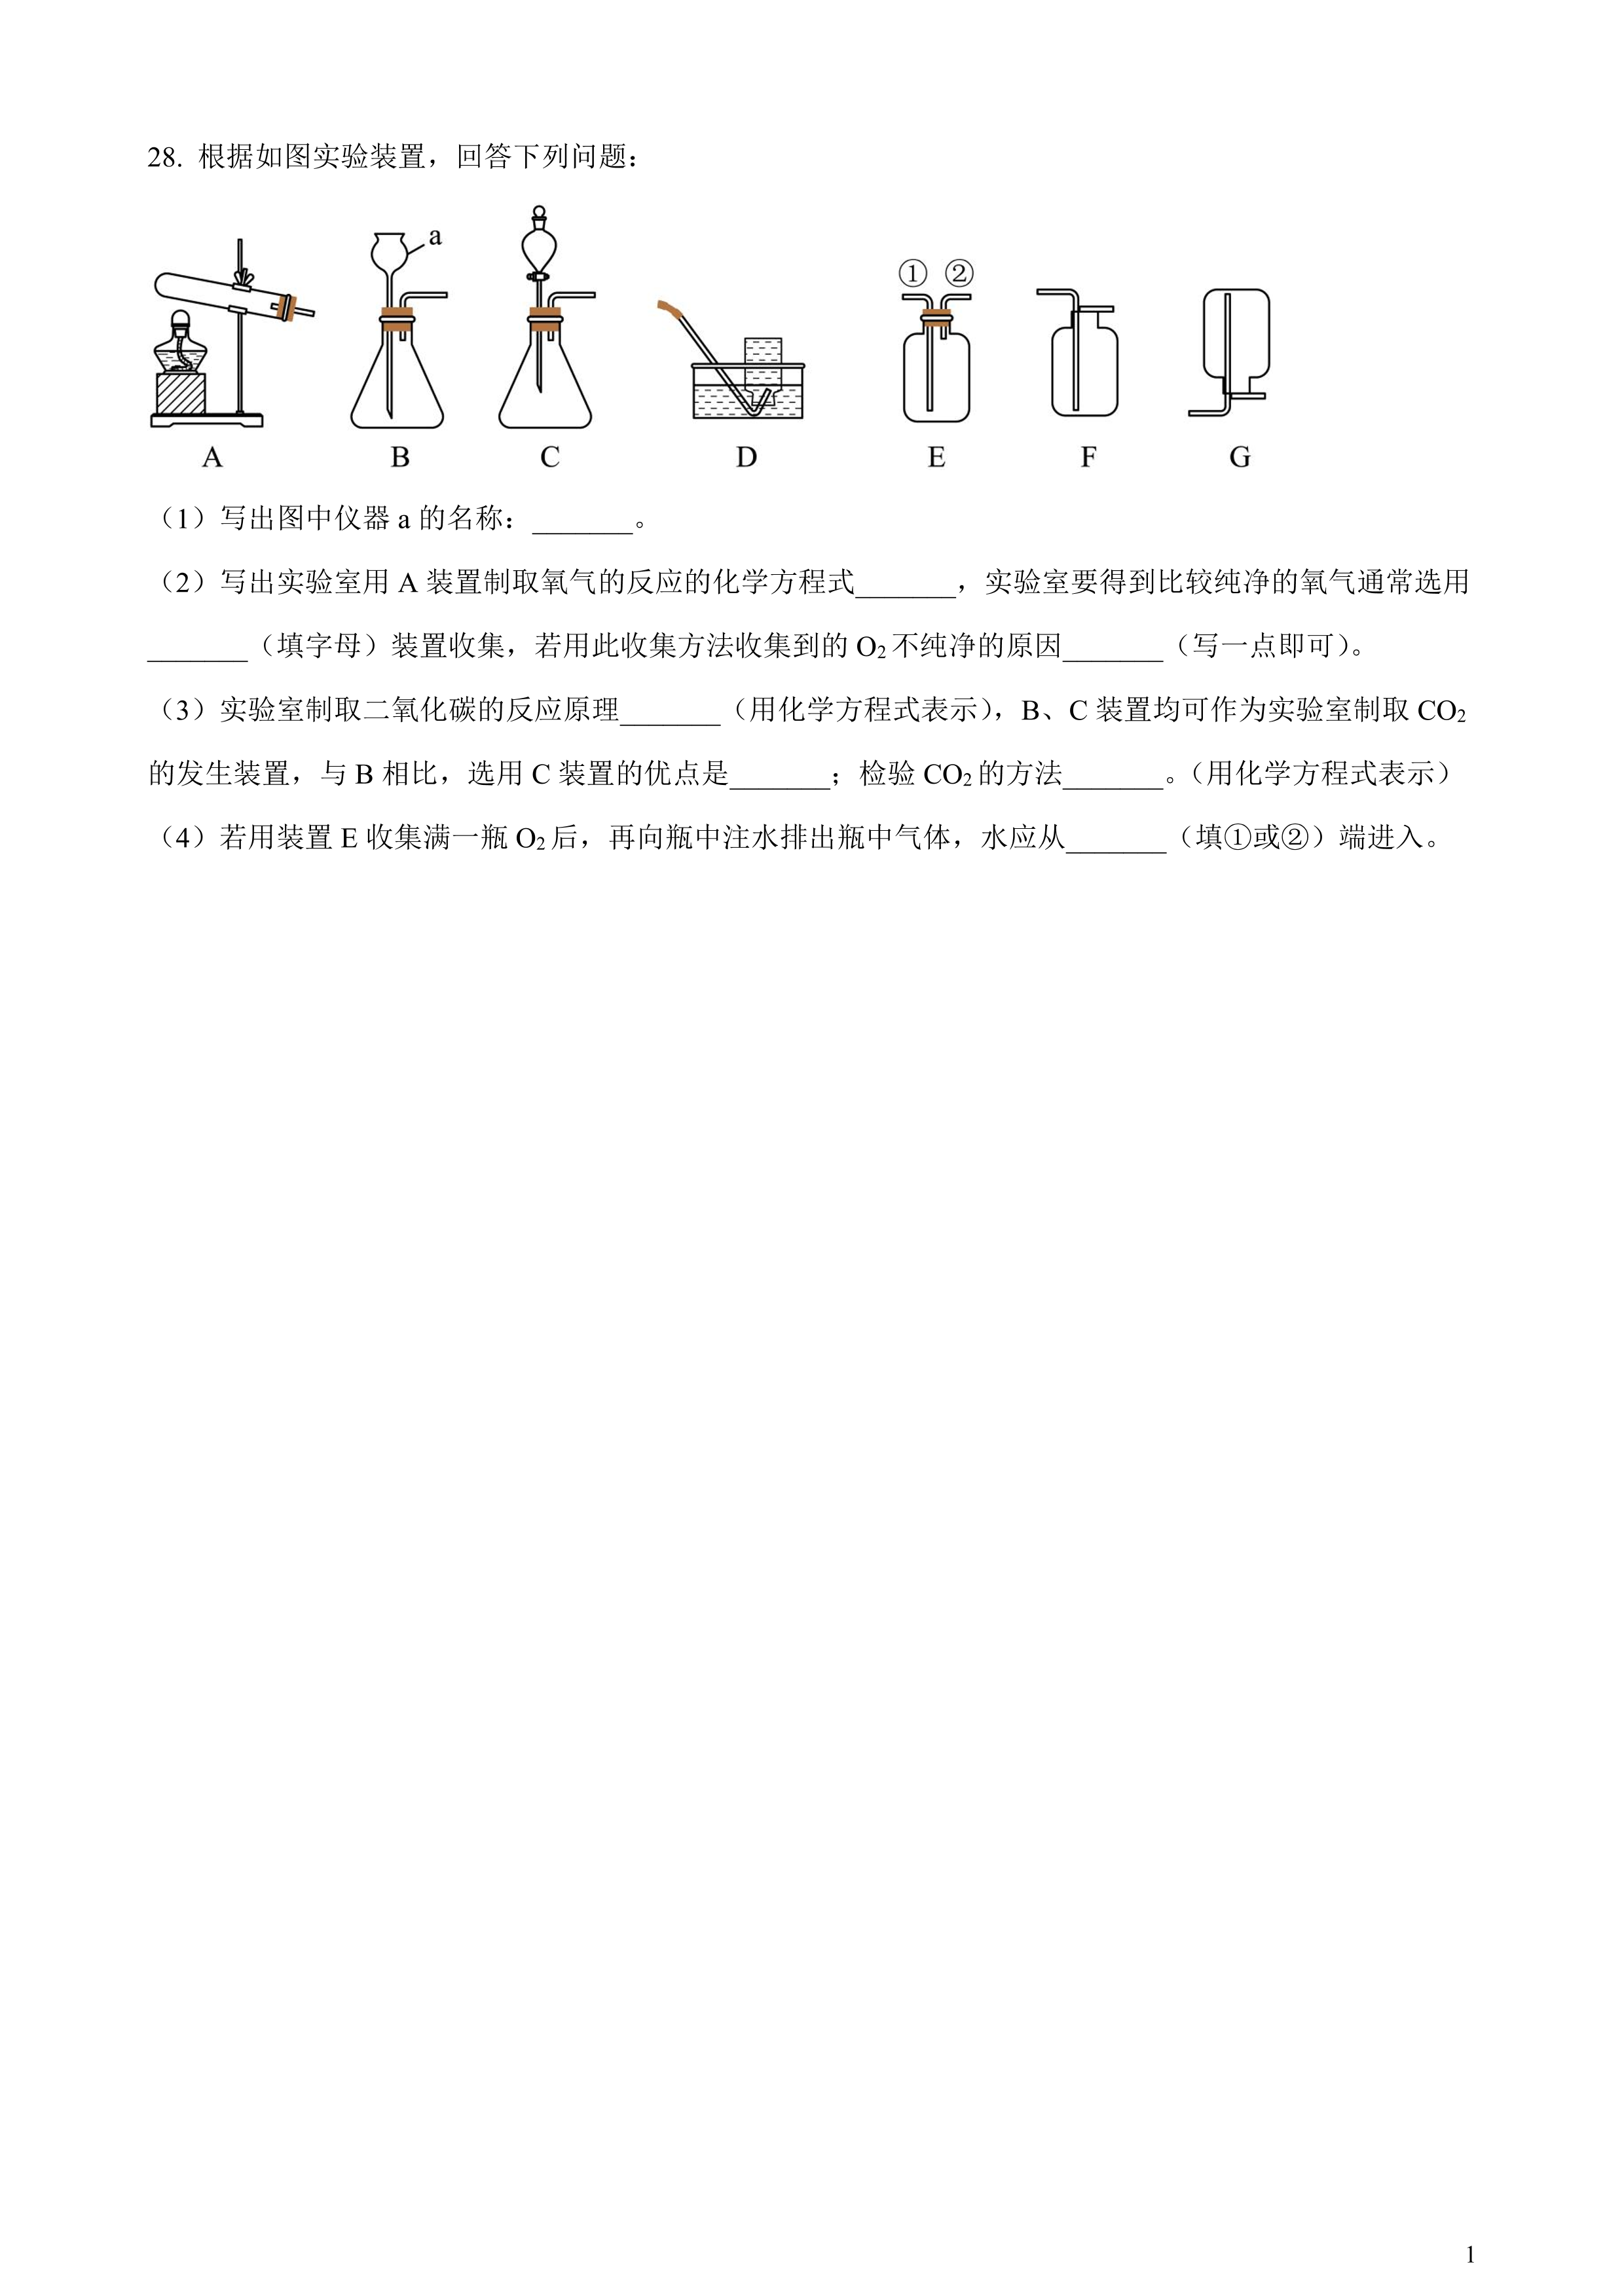 28. 根据如图实验装置，回答下列问题：
a
① ②
A B C D E F G
（1）写出图中仪器 a 的名称：_______。
（2）写出实验室用 A 装置制取氧气的反应的化学方程式_______，实验室要得到比较纯净的氧气通常选用
_______（填字母）装置收集，若用此收集方法收集到的 O₂不纯净的原因_______（写一点即可）。
（3）实验室制取二氧化碳的反应原理_______（用化学方程式表示），B、C 装置均可作为实验室制取 CO₂
的发生装置，与 B 相比，选用 C 装置的优点是_______；检验 CO₂的方法_______。（用化学方程式表示）
（4）若用装置 E 收集满一瓶 O₂后，再向瓶中注水排出瓶中气体，水应从_______（填①或②）端进入。
1